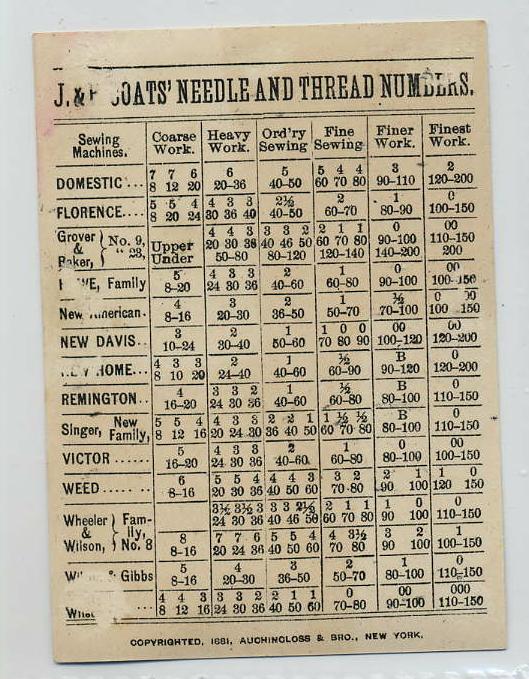 J. & P COATS' NEEDLE AND THREAD NUMBERS.
Sewing Machines. Coarse Work. Heavy Work. Ord'ry Sewing Fine Sewing Finer Work. Finest Work.
DOMESTIC... 7 7 6 6 5 5 4 4 3 2
8 12 20 20-36 40-50 60 70 80 90-110 120-200
FLORENCE.... 5 5 4 4 3 3 2½ 2 1 0
8 20 24 30 36 40 40-50 60-70 80-90 100-150
Grover & Baker, { No. 9, 4 4 3 3 3 2 2 1 1 0 00
" 23, Upper 20 30 36 40 46 50 60 70 80 90-100 110-150
Under 50-80 80-120 120-140 140-200 200
WE, Family 5 4 3 3 2 1 0 00
8-20 24 30 36 40-60 60-80 90-100 100-150
New American. 4 3 2 1 ½ 0 00
8-16 20-30 36-50 50-70 70-100 100 150
NEW DAVIS.. 3 2 1 1 0 0 00 00
10-24 30-40 50-60 70 80 90 100-120 120-200
HOME... 4 3 3 2 1 ½ B 0
8 10 20 24-40 40-60 60-90 90-120 120-200
REMINGTON.. 4 3 3 2 1 ½ B 0
16-20 24 30 36 40-60 60-80 80-100 110-150
Singer, New Family, 5 5 4 4 3 3 2 2 1 1 ½ ½ B 0
8 12 16 20 24 30 36 40 50 60 70 80 80-100 110-150
VICTOR ...... 5 4 3 3 2 1 0 00
16-20 24 30 36 40-60 60-80 80-100 100-150
WEED ..... 6 5 5 4 4 4 3 3 2 2 1 1 0
8-16 20 30 36 40 50 60 70-80 90 100 120 150
Wheeler & Wilson, } Family, 3½ 3½ 3 3 3 2½ 2 1 1 1 0 0
24 30 36 40 46 50 60 70 80 90 100 110-150
No. 8 8 7 7 6 5 5 4 4 3½ 3 2 1
8-16 20 24 36 40 50 60 70 80 90 100 100-150
& Gibbs 5 4 3 2 1 0
8-16 20-30 36-50 50-70 80-100 110-150
4 4 3 3 3 2 2 1 1 0 00 000
8 12 16 24 30 36 40 50 60 70-80 90-100 110-150
COPYRIGHTED, 1881, AUCHINCLOSS & BRO., NEW YORK.